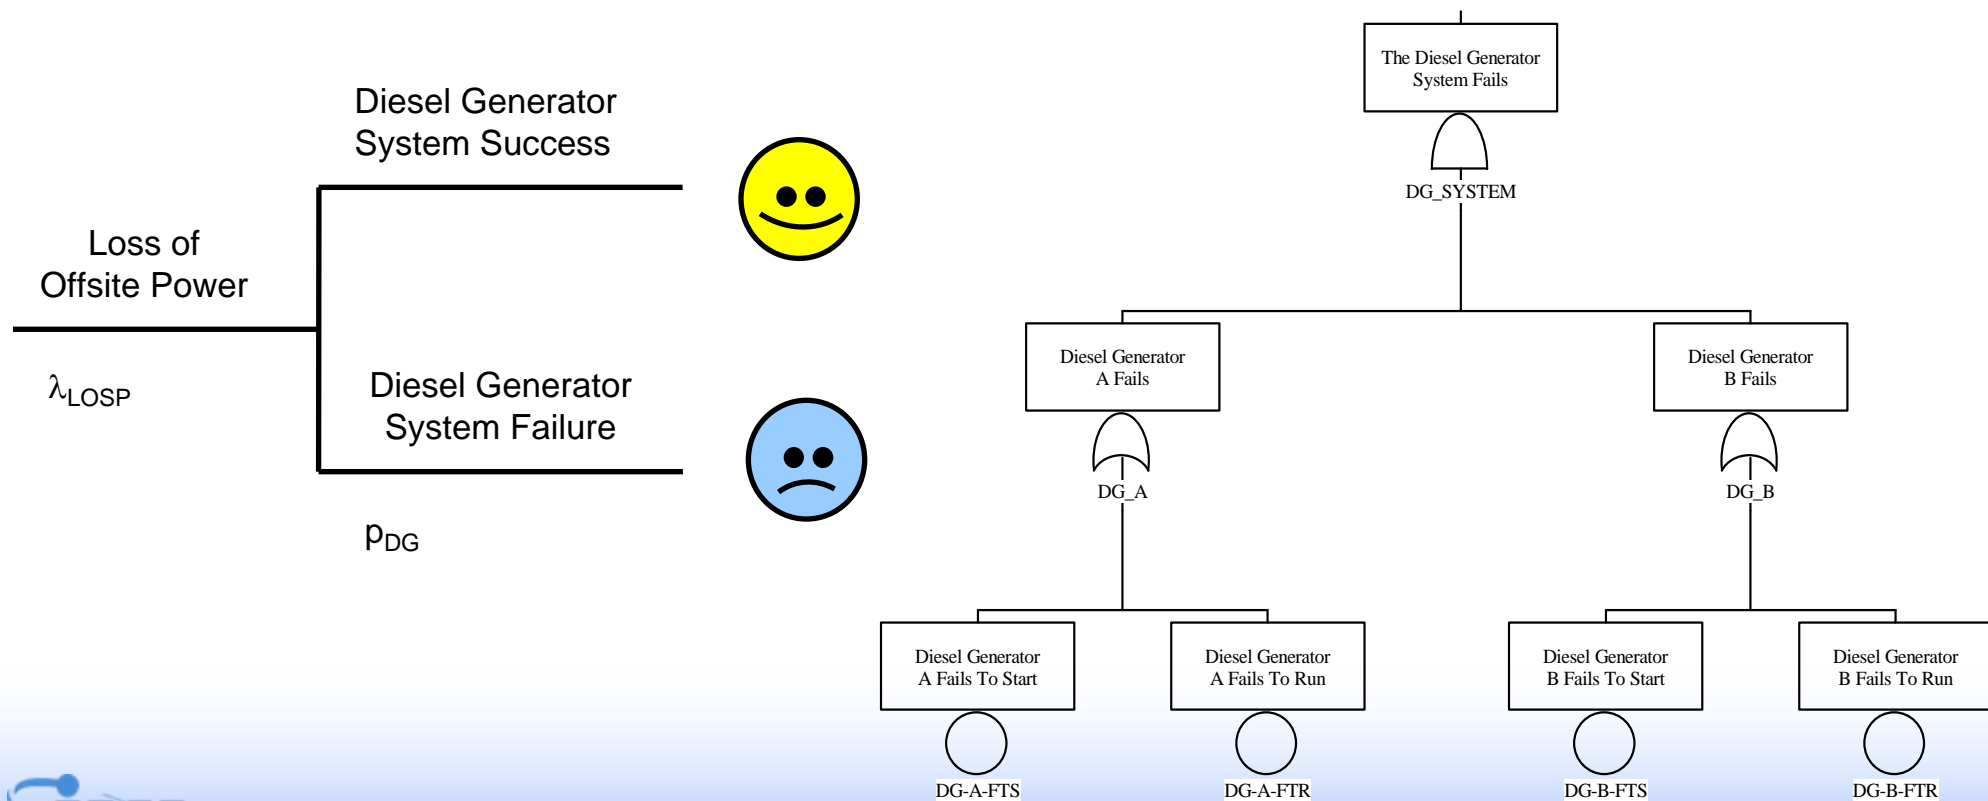 Diesel Generator
System Success
Loss of
Offsite Power
λLOSP
Diesel Generator
System Failure
pDG
The Diesel Generator
System Fails
DG_SYSTEM
Diesel Generator
A Fails
DG_A
Diesel Generator
B Fails
DG_B
Diesel Generator
A Fails To Start
DG-A-FTS
Diesel Generator
A Fails To Run
DG-A-FTR
Diesel Generator
B Fails To Start
DG-B-FTS
Diesel Generator
B Fails To Run
DG-B-FTR